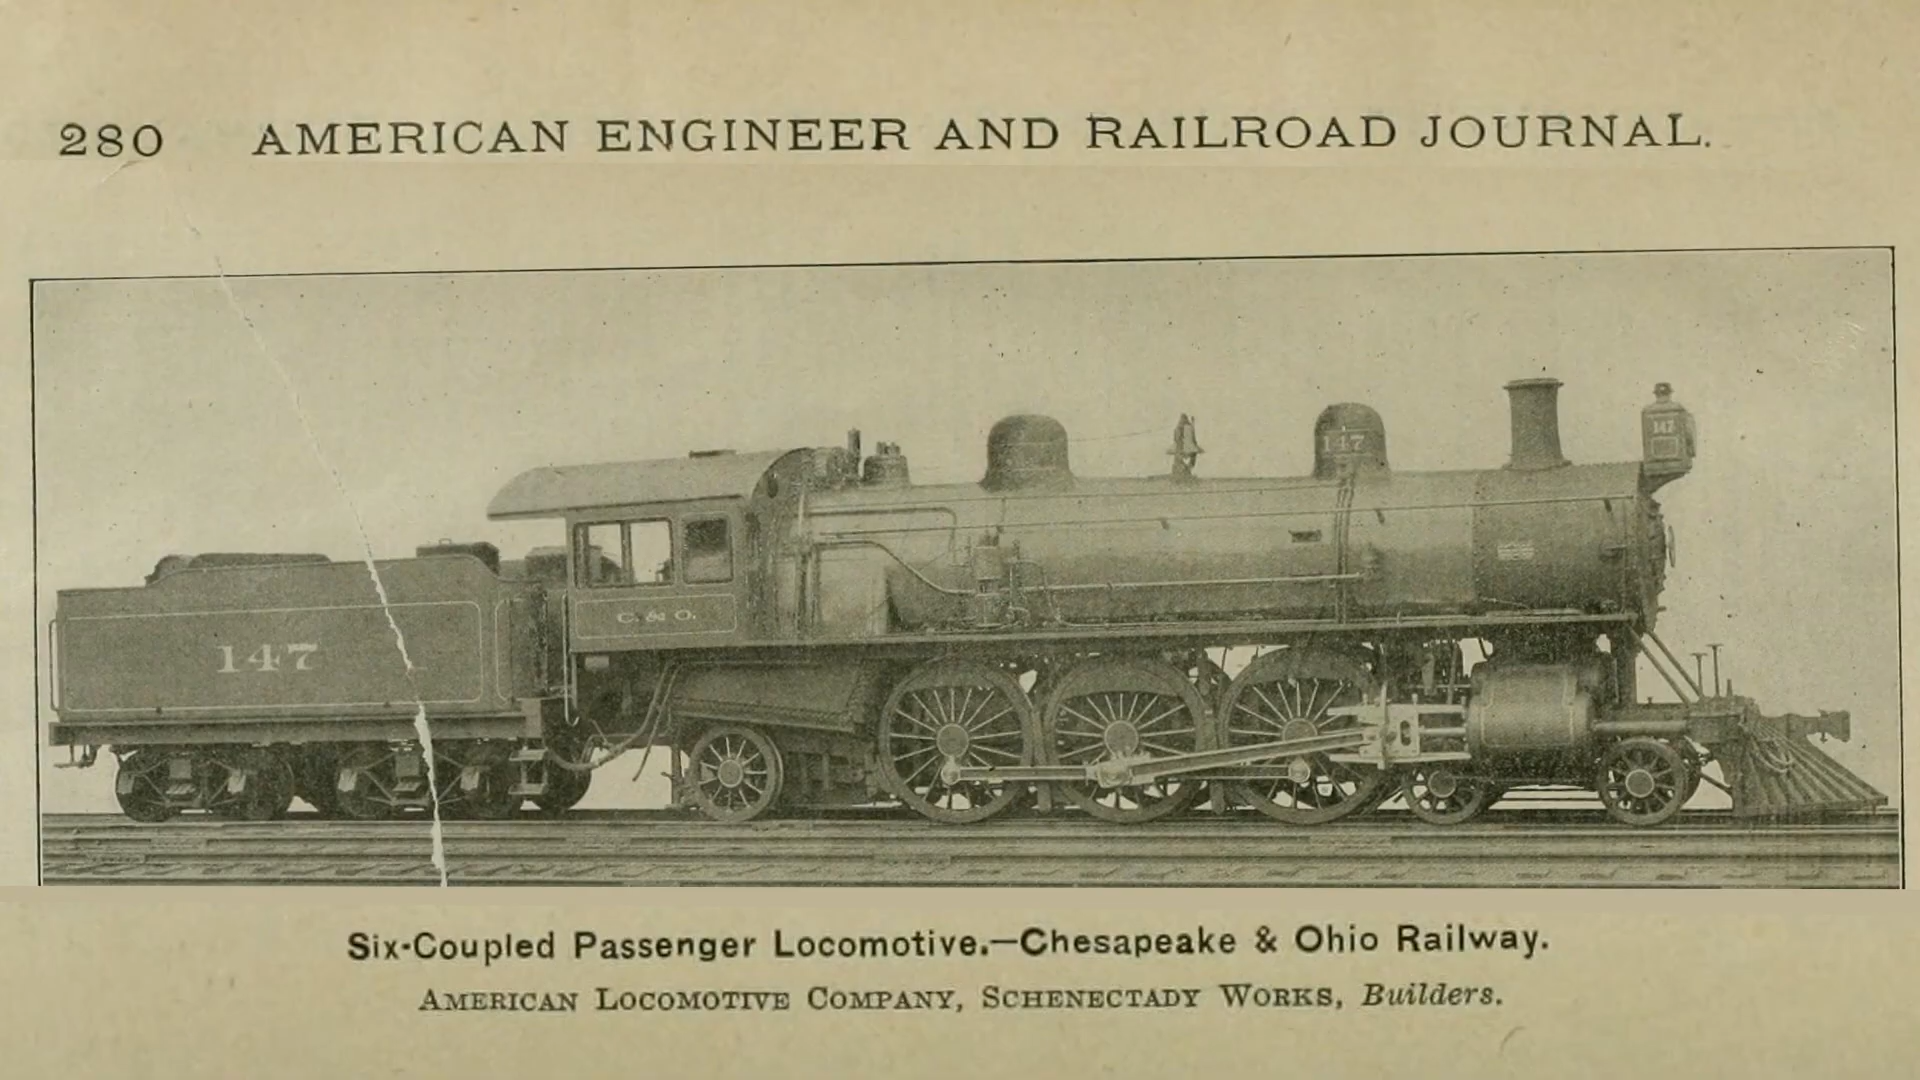 280 AMERICAN ENGINEER AND RAILROAD JOURNAL.
147
147
C. & O.
147
Six-Coupled Passenger Locomotive.—Chesapeake & Ohio Railway.
American Locomotive Company, Schenectady Works, Builders.